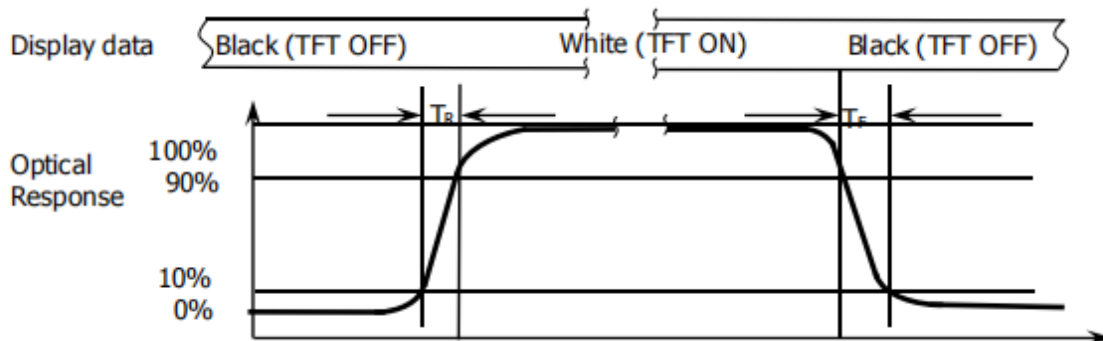 Display data
Black (TFT OFF)
White (TFT ON)
Black (TFT OFF)
TR
TF
Optical
Response
100%
90%
10%
0%